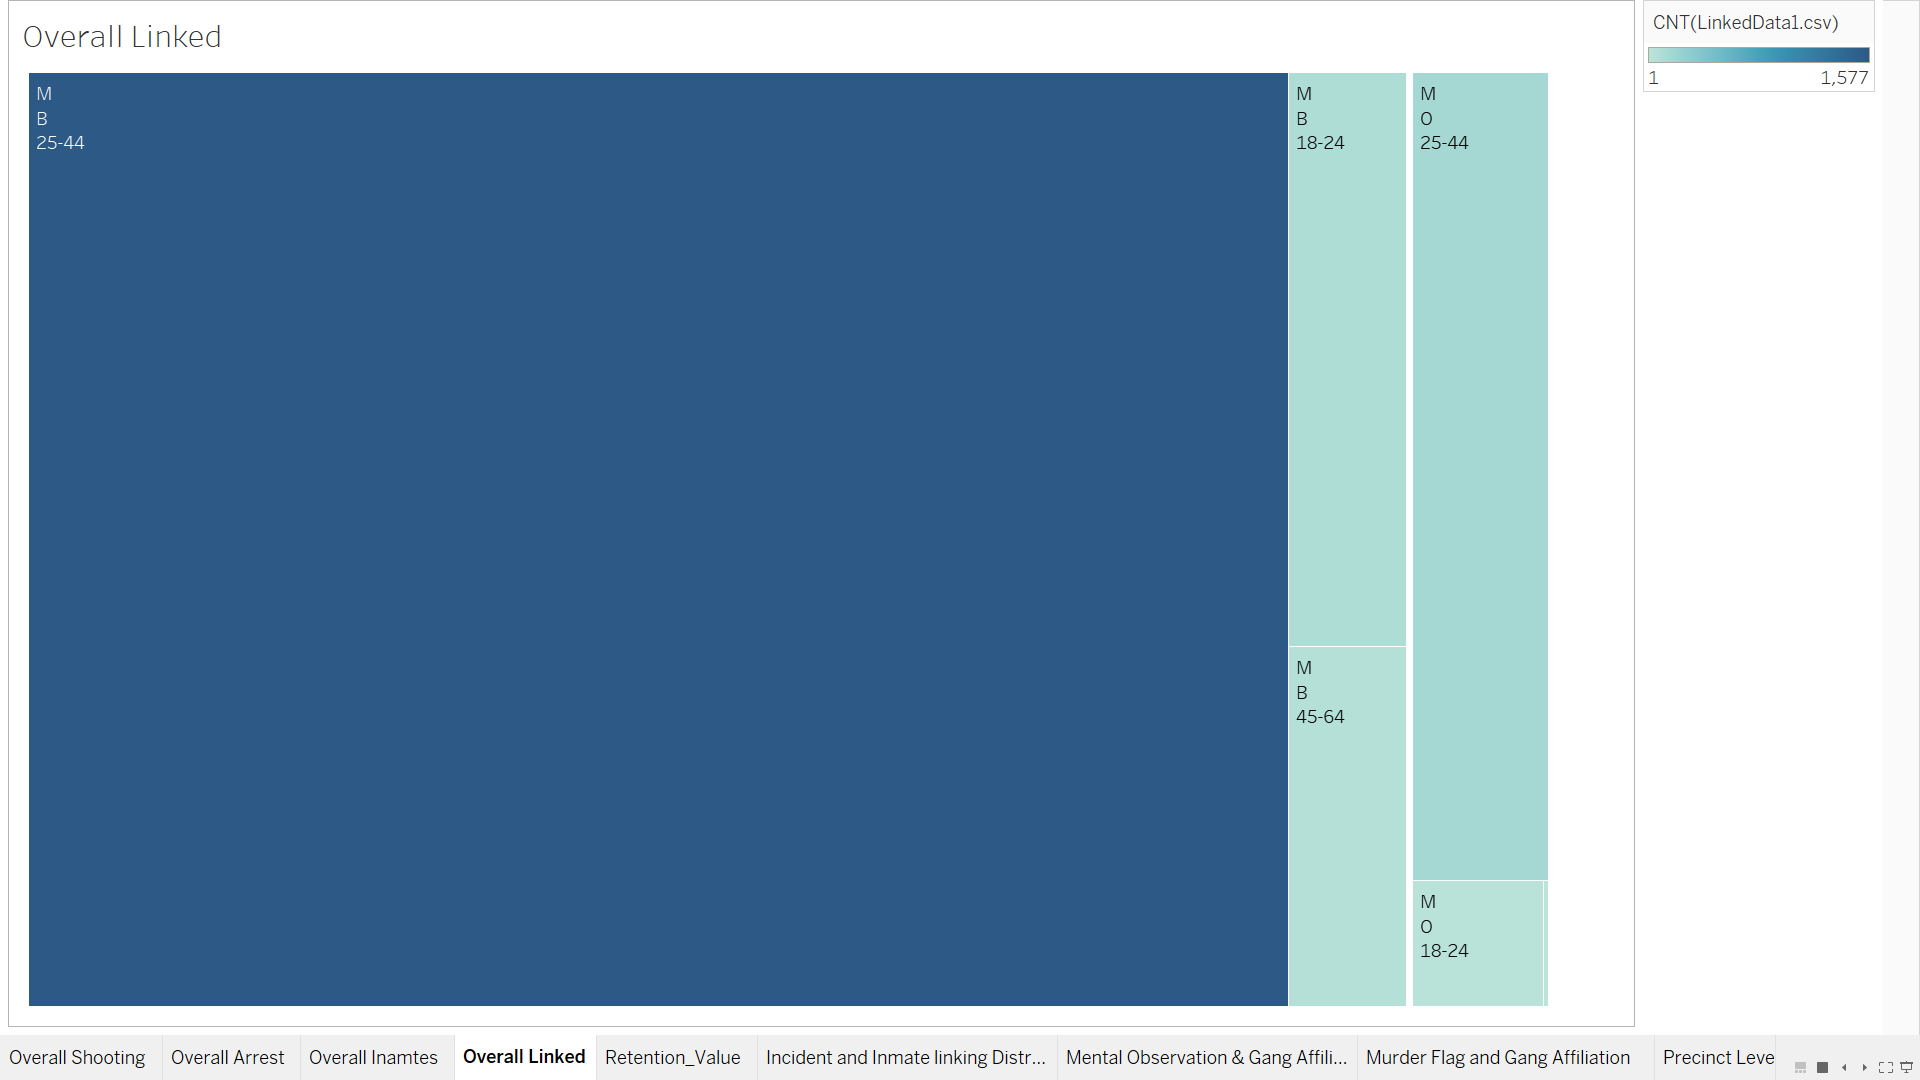 Overall Linked
M
B
25-44
M
B
18-24
M
B
45-64
M
O
25-44
M
O
18-24
CNT(LinkedData1.csv)
1 1,577
Overall Shooting
Overall Arrest
Overall Inamtes
Overall Linked
Retention_Value
Incident and Inmate linking Distr...
Mental Observation & Gang Affili...
Murder Flag and Gang Affiliation
Precinct Leve